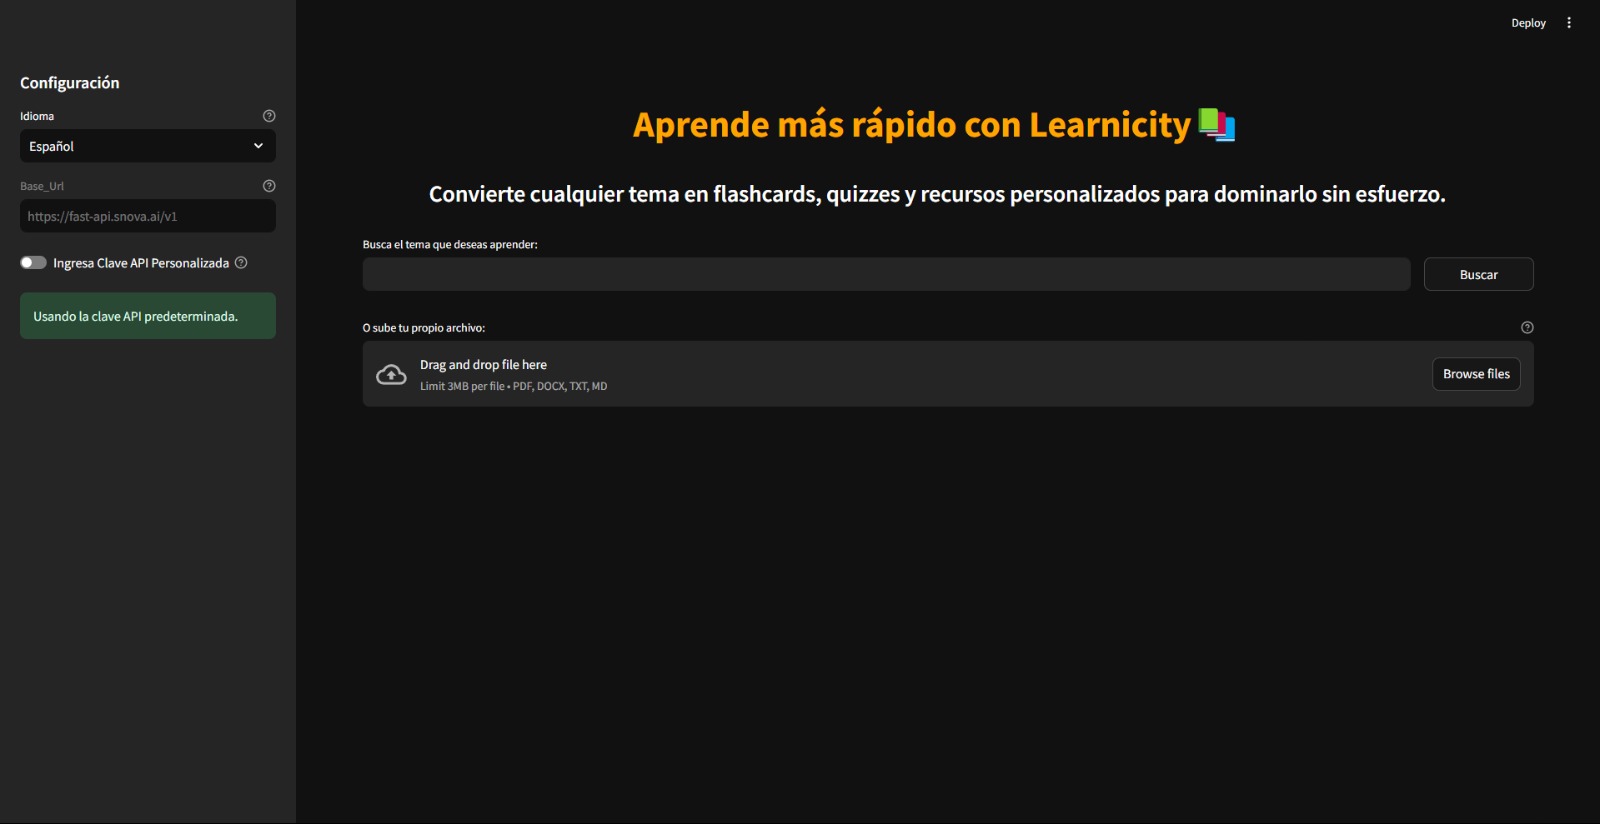 Deploy
Configuración
Idioma
Español
Base_Url
https://fast-api.snova.ai/v1
Ingresa Clave API Personalizada
Usando la clave API predeterminada.
Aprende más rápido con Learnicity
Convierte cualquier tema en flashcards, quizzes y recursos personalizados para dominarlo sin esfuerzo.
Busca el tema que deseas aprender:
Buscar
O sube tu propio archivo:
Drag and drop file here
Limit 3MB per file • PDF, DOCX, TXT, MD
Browse files